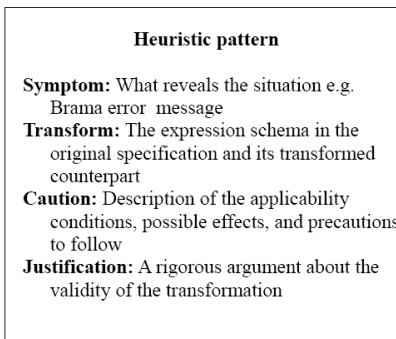 Heuristic pattern
Symptom: What reveals the situation e.g.
Brama error message
Transform: The expression schema in the
original specification and its transformed
counterpart
Caution: Description of the applicability
conditions, possible effects, and precautions
to follow
Justification: A rigorous argument about the
validity of the transformation